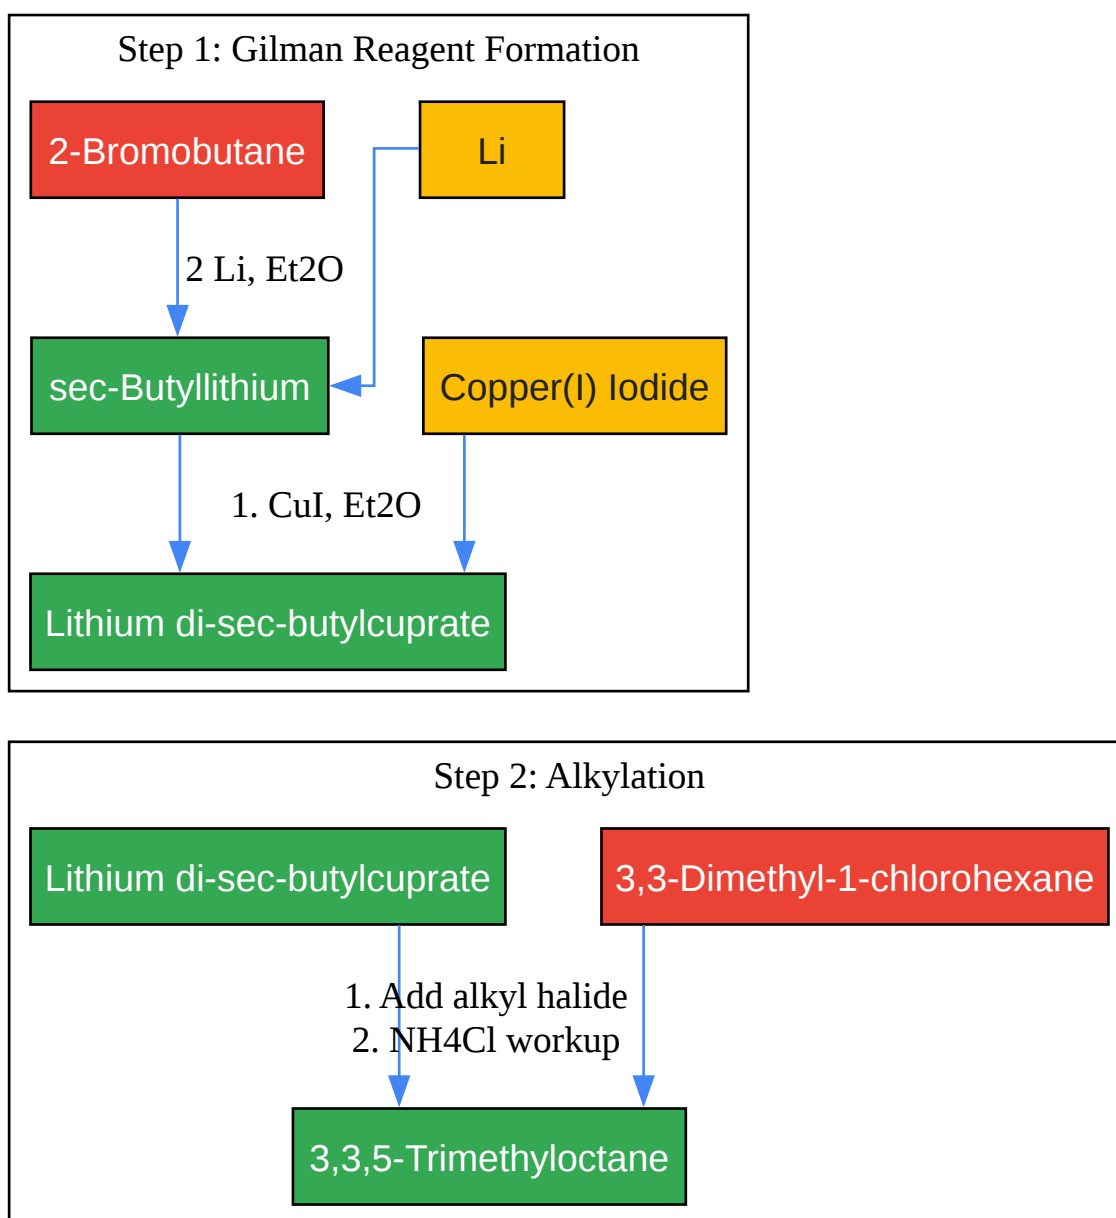 Step 1: Gilman Reagent Formation
2-Bromobutane
Li
2 Li, Et2O
sec-Butyllithium
Copper(I) Iodide
1. CuI, Et2O
Lithium di-sec-butylcuprate
Step 2: Alkylation
Lithium di-sec-butylcuprate
3,3-Dimethyl-1-chlorohexane
1. Add alkyl halide
2. NH4Cl workup
3,3,5-Trimethyloctane